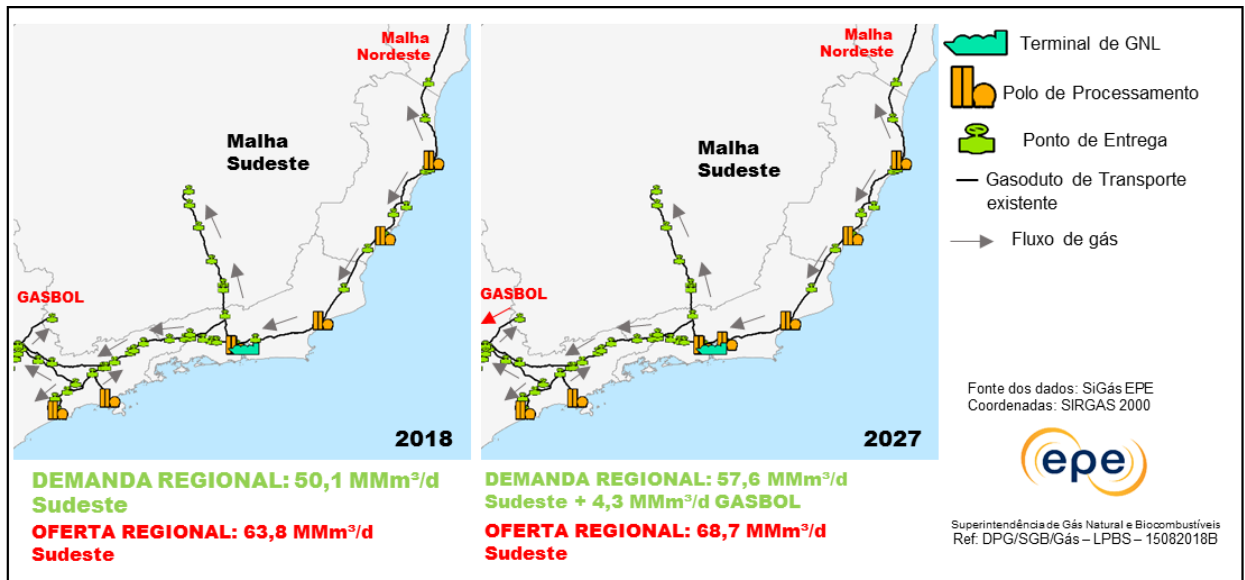 Malha
Nordeste
Malha
Sudeste
GASBOL
2018
DEMANDA REGIONAL: 50,1 MMm³/d
Sudeste
OFERTA REGIONAL: 63,8 MMm³/d
Sudeste
Malha
Nordeste
Malha
Sudeste
GASBOL
2027
DEMANDA REGIONAL: 57,6 MMm³/d
Sudeste + 4,3 MMm³/d GASBOL
OFERTA REGIONAL: 68,7 MMm³/d
Sudeste
Terminal de GNL
Polo de Processamento
Ponto de Entrega
Gasoduto de Transporte
existente
Fluxo de gás
Fonte dos dados: SiGás EPE
Coordenadas: SIRGAS 2000
epe
Superintendência de Gás Natural e Biocombustíveis
Ref: DPG/SGB/Gás – LPBS – 15082018B